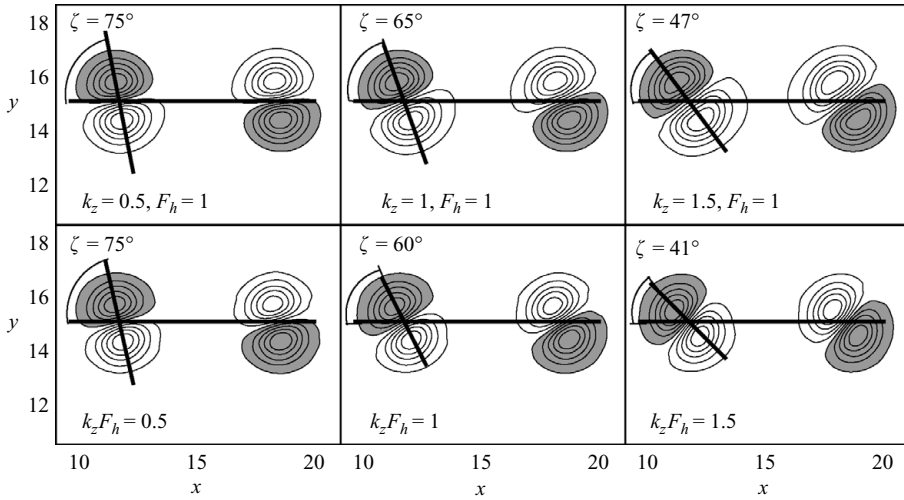 18
ζ = 75°
ζ = 65°
ζ = 47°
16
y
14
12
k_z = 0.5, F_h = 1
k_z = 1, F_h = 1
k_z = 1.5, F_h = 1
18
ζ = 75°
ζ = 60°
ζ = 41°
16
y
14
12
k_zF_h = 0.5
k_zF_h = 1
k_zF_h = 1.5
10 15 20 10 15 20 10 15 20
x x x